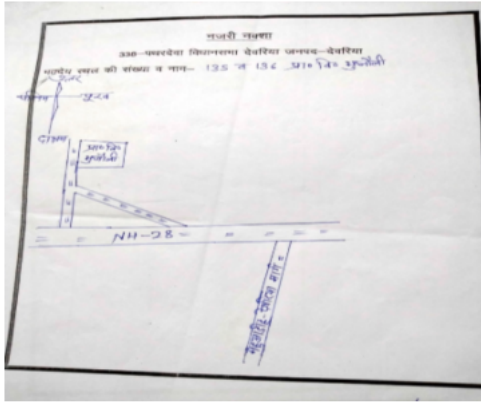 नजरी नक्शा
338-पथरदेवा विधानसभा देवरिया जनपद-देवरिया
मतदेय स्थल की संख्या व नाम- 135 व 136 प्रा० वि०
उत्तर
पश्चिम
पूरब
दक्षिण
प्रा० वि०
NH-28
मार्ग